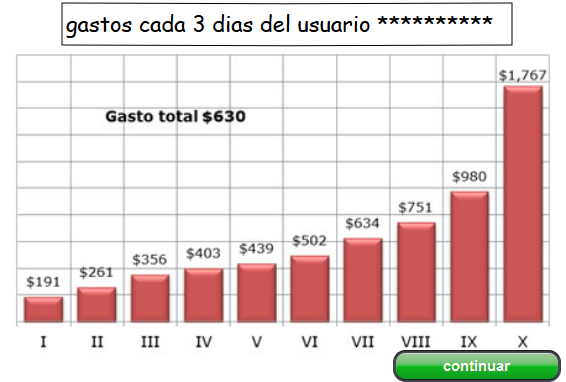 gastos cada 3 dias del usuario **********
$1,767
Gasto total $630
$980
$751
$634
$502
$439
$403
$356
$261
$191
I II III IV V VI VII VIII IX X
continuar